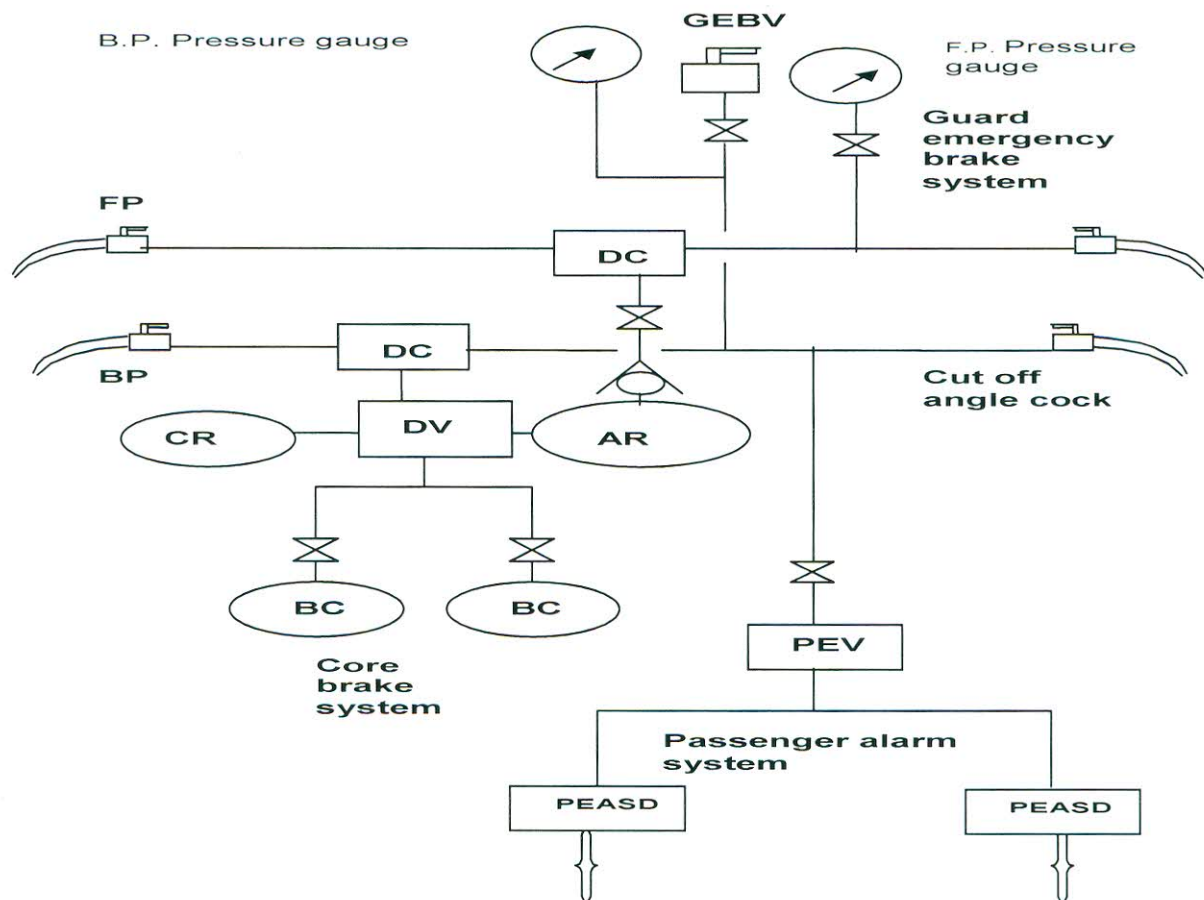 GEBV
B.P. Pressure gauge
F.P. Pressure
gauge
Guard
emergency
brake
system
FP
DC
BP
DC
Cut off
angle cock
CR
DV
AR
BC
BC
PEV
Core
brake
system
Passenger alarm
system
PEASD
PEASD